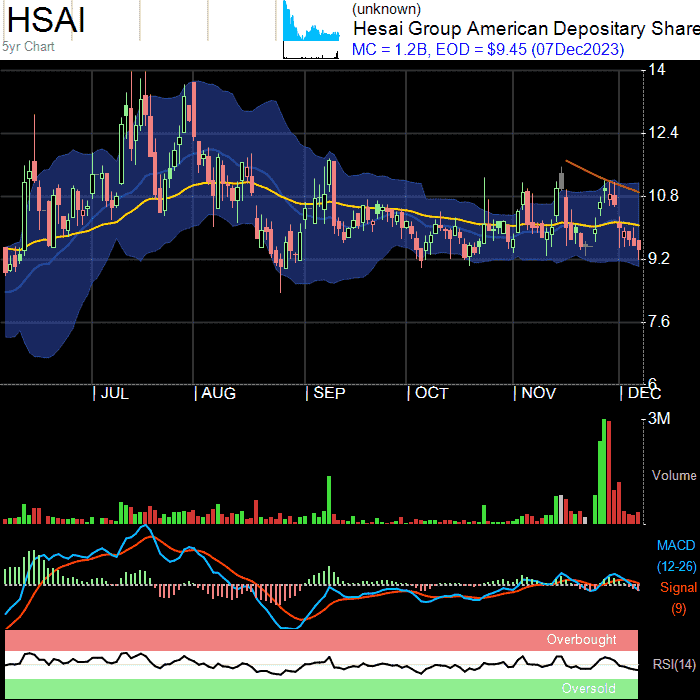 HSAI
5yr Chart
(unknown)
Hesai Group American Depositary Share
MC = 1.2B, EOD = $9.45 (07Dec2023)
14
12.4
10.8
9.2
7.6
6
JUL
AUG
SEP
OCT
NOV
DEC
3M
Volume
MACD
(12-26)
Signal
(9)
Overbought
RSI(14)
Oversold